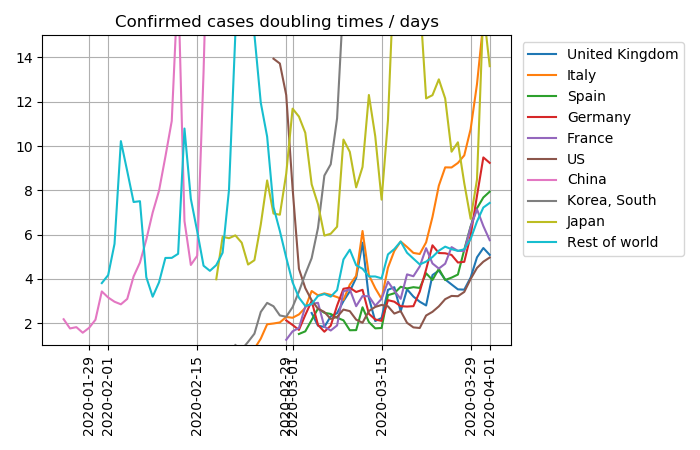 Confirmed cases doubling times / days
14
12
10
8
6
4
2
2020-01-29
2020-02-01
2020-02-15
2020-02-29
2020-03-01
2020-03-15
2020-03-29
2020-04-01
United Kingdom
Italy
Spain
Germany
France
US
China
Korea, South
Japan
Rest of world